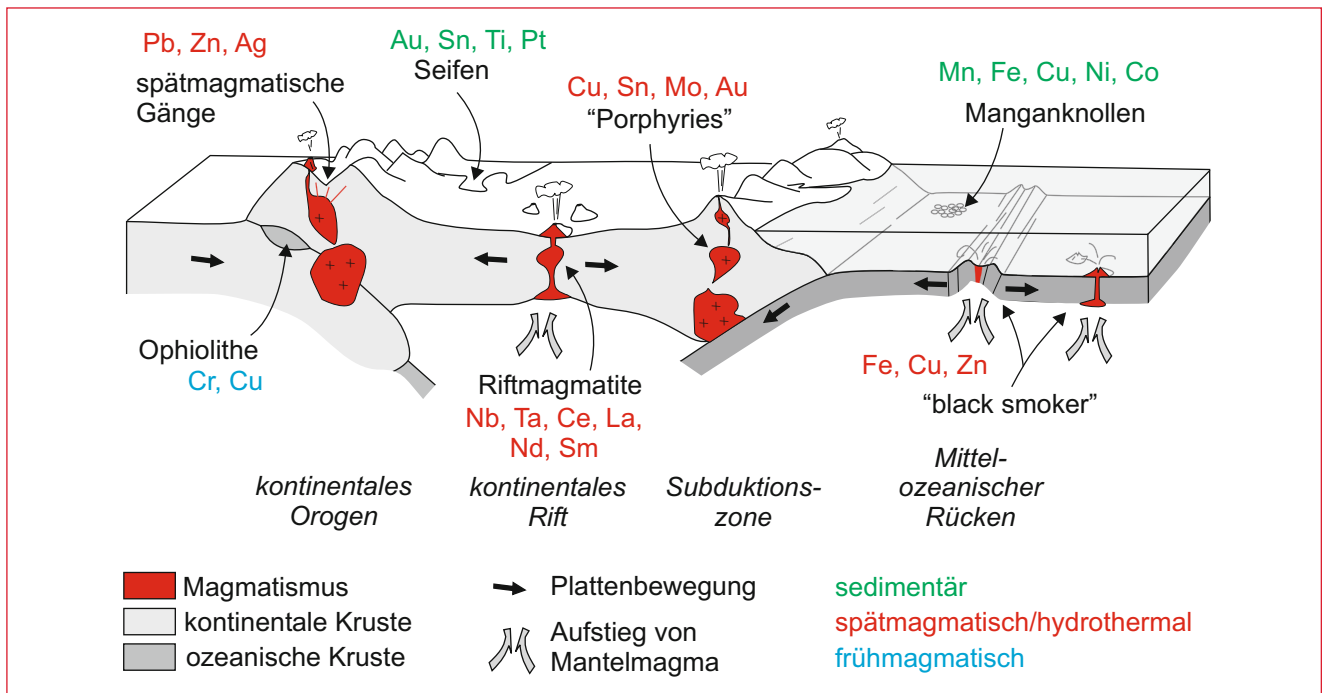 Pb, Zn, Ag
spätmagmatische
Gänge
Au, Sn, Ti, Pt
Seifen
Cu, Sn, Mo, Au
“Porphyries”
Mn, Fe, Cu, Ni, Co
Manganknollen
Ophiolithe
Cr, Cu
Riftmagmatite
Nb, Ta, Ce, La,
Nd, Sm
Fe, Cu, Zn
“black smoker”
kontinentales
Orogen
kontinentales
Rift
Subduktions-
zone
Mittel-
ozeanischer
Rücken
Magmatismus
kontinentale Kruste
ozeanische Kruste
Plattenbewegung
Aufstieg von
Mantelmagma
sedimentär
spätmagmatisch/hydrothermal
frühmagmatisch